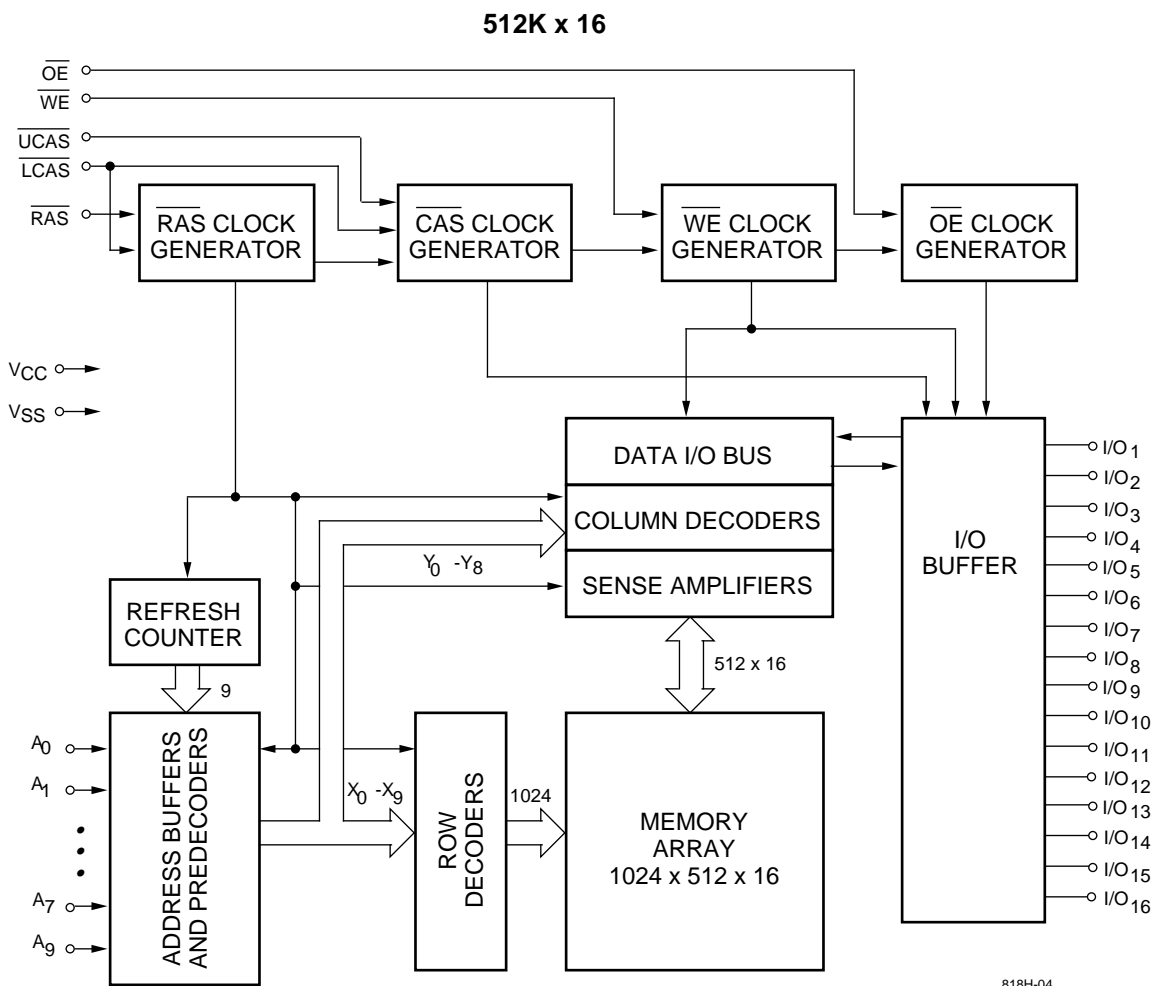 512K x 16
OE
WE
UCAS
LCAS
RAS
RAS CLOCK
GENERATOR
CAS CLOCK
GENERATOR
WE CLOCK
GENERATOR
OE CLOCK
GENERATOR
VCC
VSS
DATA I/O BUS
COLUMN DECODERS
SENSE AMPLIFIERS
Y0 -Y8
REFRESH
COUNTER
9
512 x 16
I/O
BUFFER
I/O1
I/O2
I/O3
I/O4
I/O5
I/O6
I/O7
I/O8
I/O9
I/O10
I/O11
I/O12
I/O13
I/O14
I/O15
I/O16
A0
A1
A7
A9
ADDRESS BUFFERS
AND PREDECODERS
X0 -X9
ROW
DECODERS
1024
MEMORY
ARRAY
1024 x 512 x 16
818H-04